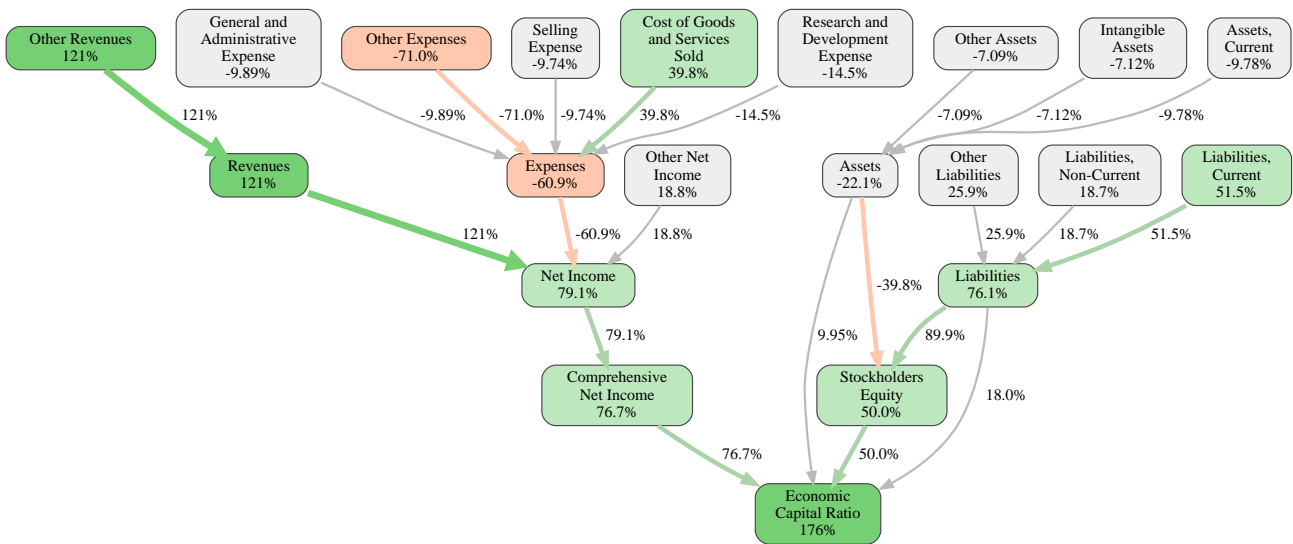 Other Revenues
121%
General and
Administrative
Expense
-9.89%
Other Expenses
-71.0%
Selling
Expense
-9.74%
Cost of Goods
and Services
Sold
39.8%
Research and
Development
Expense
-14.5%
Other Assets
-7.09%
Intangible
Assets
-7.12%
Assets,
Current
-9.78%
121%
-9.89%
-71.0%
-9.74%
39.8%
-14.5%
-7.09%
-7.12%
-9.78%
Revenues
121%
Expenses
-60.9%
Other Net
Income
18.8%
Assets
-22.1%
Other
Liabilities
25.9%
Liabilities,
Non-Current
18.7%
Liabilities,
Current
51.5%
121%
-60.9%
18.8%
25.9%
18.7%
51.5%
Net Income
79.1%
-39.8%
Liabilities
76.1%
79.1%
9.95%
89.9%
Comprehensive
Net Income
76.7%
Stockholders
Equity
50.0%
18.0%
76.7%
50.0%
Economic
Capital Ratio
176%